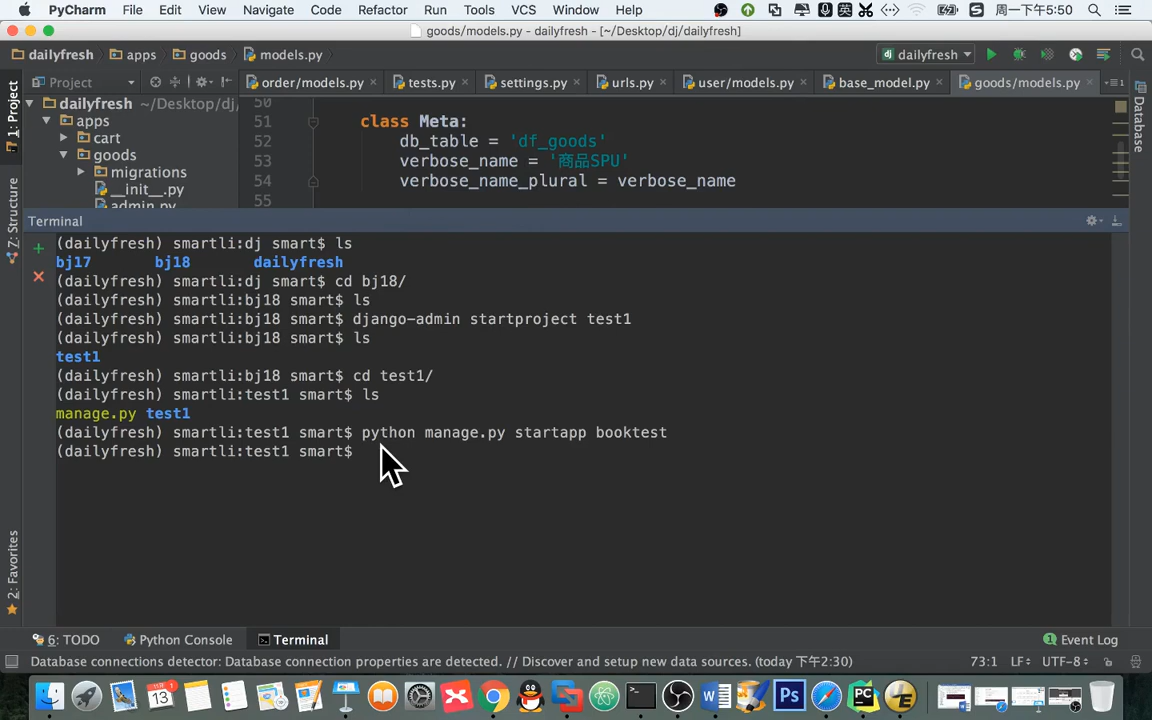 PyCharm File Edit View Navigate Code Refactor Run Tools VCS Window Help 英 周一下午5:50
goods/models.py - dailyfresh - [~/Desktop/dj/dailyfresh]
dailyfresh apps goods models.py dailyfresh
Project order/models.py tests.py settings.py urls.py user/models.py base_model.py goods/models.py
1: Project
7: Structure
2: Favorites
Database
dailyfresh ~/Desktop/dj/
apps
cart
goods
migrations
__init__.py
admin.py
50
51 class Meta:
52 db_table = 'df_goods'
53 verbose_name = '商品SPU'
54 verbose_name_plural = verbose_name
55
Terminal
(dailyfresh) smartli:dj smart$ ls
bj17 bj18 dailyfresh
(dailyfresh) smartli:dj smart$ cd bj18/
(dailyfresh) smartli:bj18 smart$ ls
(dailyfresh) smartli:bj18 smart$ django-admin startproject test1
(dailyfresh) smartli:bj18 smart$ ls
test1
(dailyfresh) smartli:bj18 smart$ cd test1/
(dailyfresh) smartli:test1 smart$ ls
manage.py test1
(dailyfresh) smartli:test1 smart$ python manage.py startapp booktest
(dailyfresh) smartli:test1 smart$
6: TODO Python Console Terminal 1 Event Log
Database connections detector: Database connection properties are detected. // Discover and setup new data sources. (today 下午2:30) 73:1 LF÷ UTF-8÷
13 W Ps PC